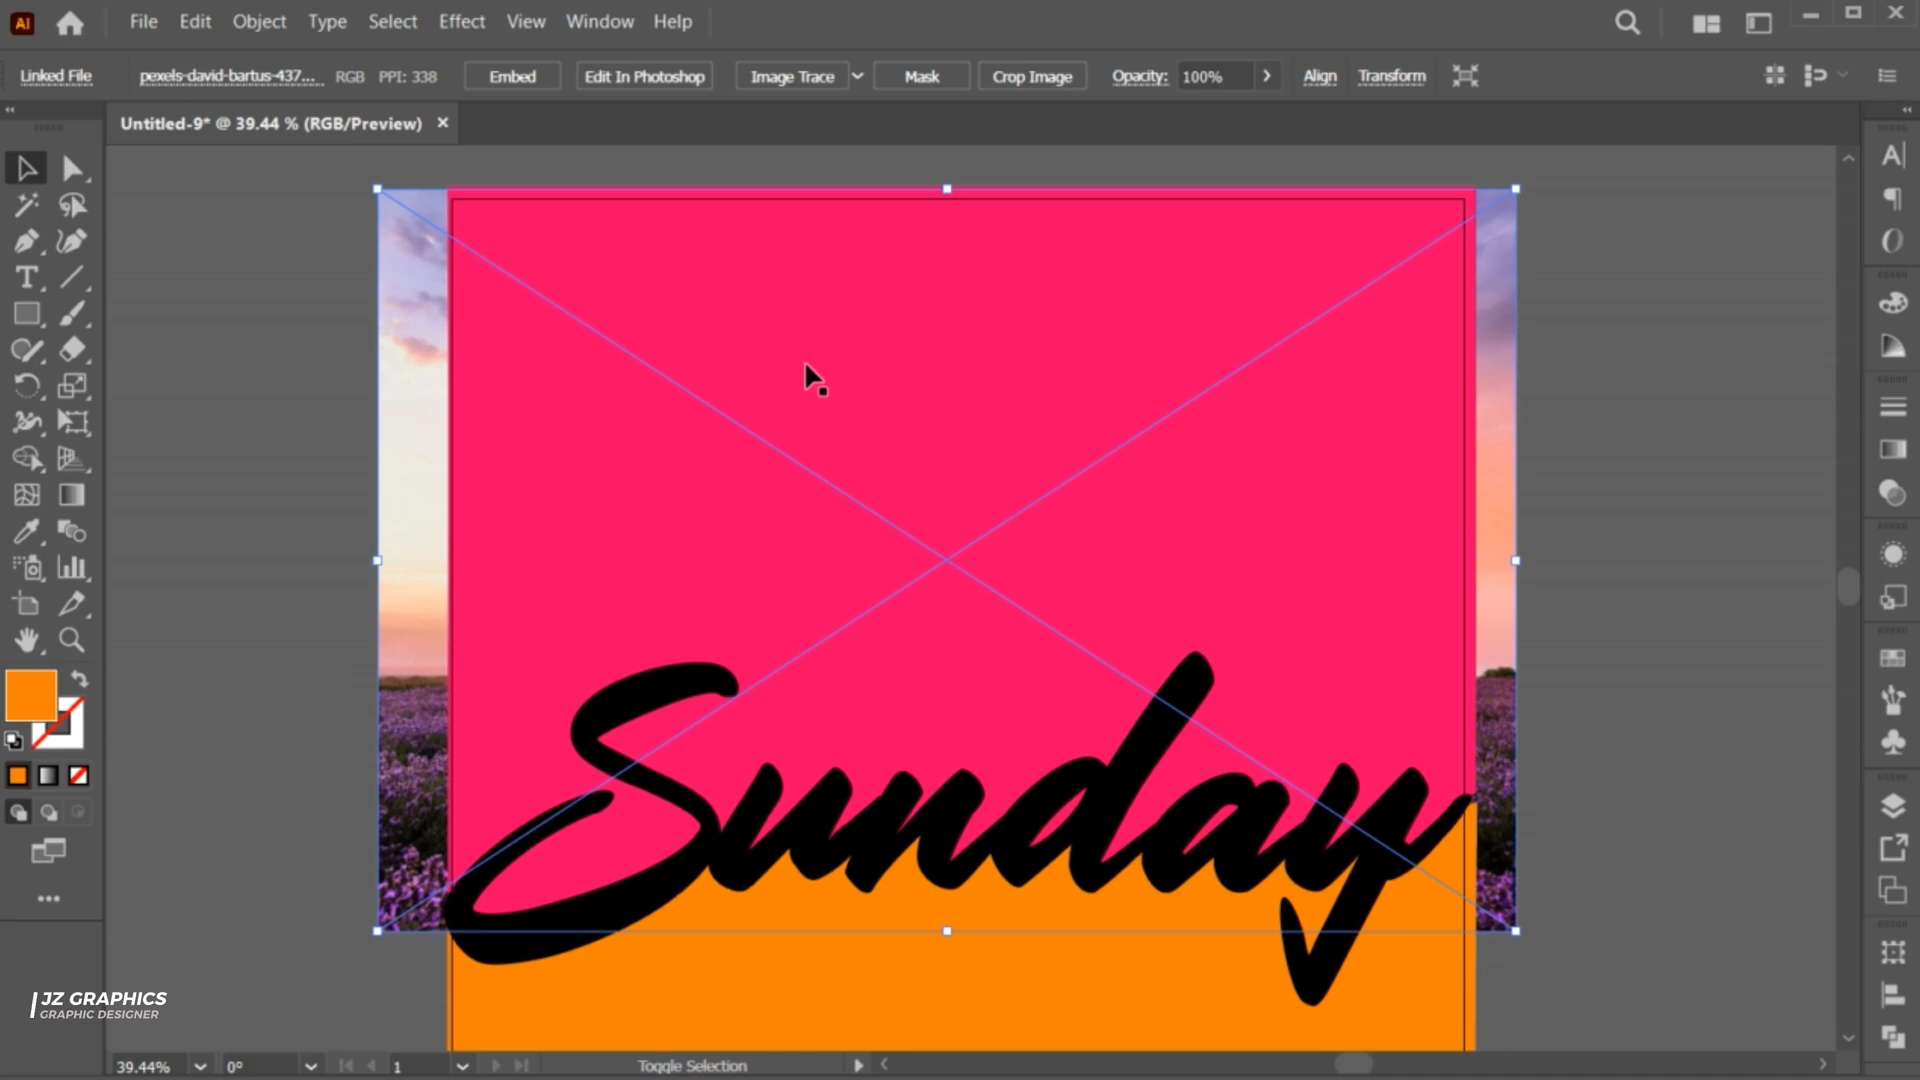 Ai File Edit Object Type Select Effect View Window Help
Linked File pexels-david-bartus-437... RGB PPI: 338 Embed Edit In Photoshop Image Trace Mask Crop Image Opacity: 100% Align Transform
Untitled-9* @ 39.44 % (RGB/Preview)
Sunday
JZ GRAPHICS
GRAPHIC DESIGNER
39.44% 0° 1 Toggle Selection